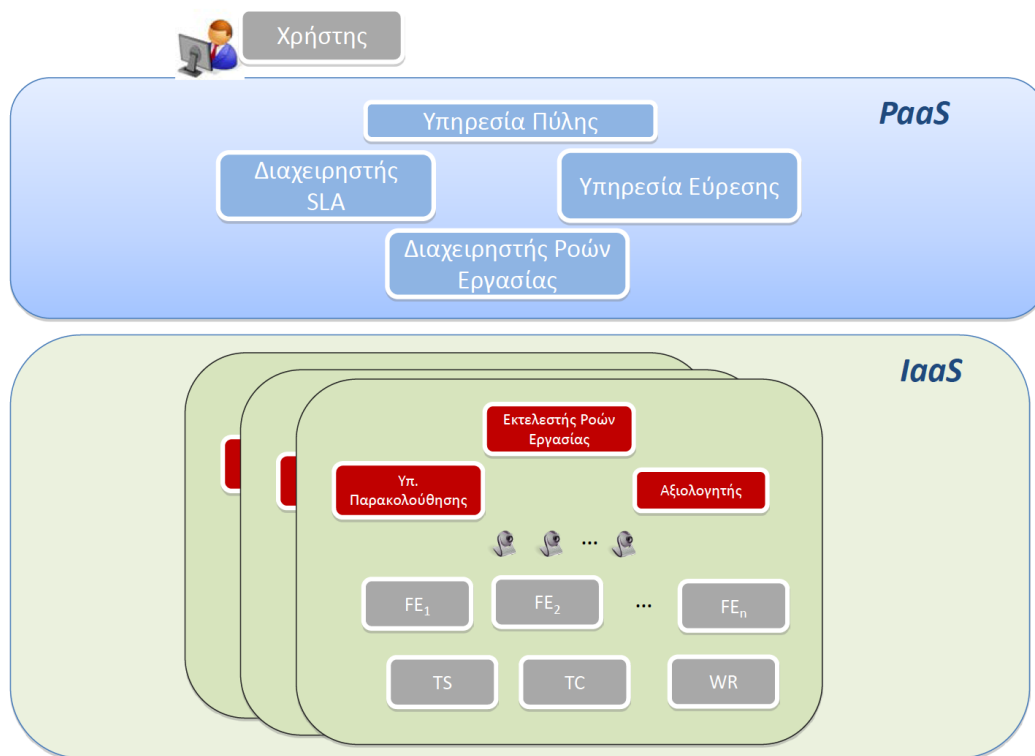 Χρήστης
PaaS
Υπηρεσία Πύλης
Διαχειρηστής
SLA
Υπηρεσία Εύρεσης
Διαχειρηστής Ροών
Εργασίας
IaaS
Εκτελεστής Ροών
Εργασίας
Υπ.
Παρακολούθησης
Αξιολογητής
...
FE₁
FE₂
...
FEₙ
TS
TC
WR